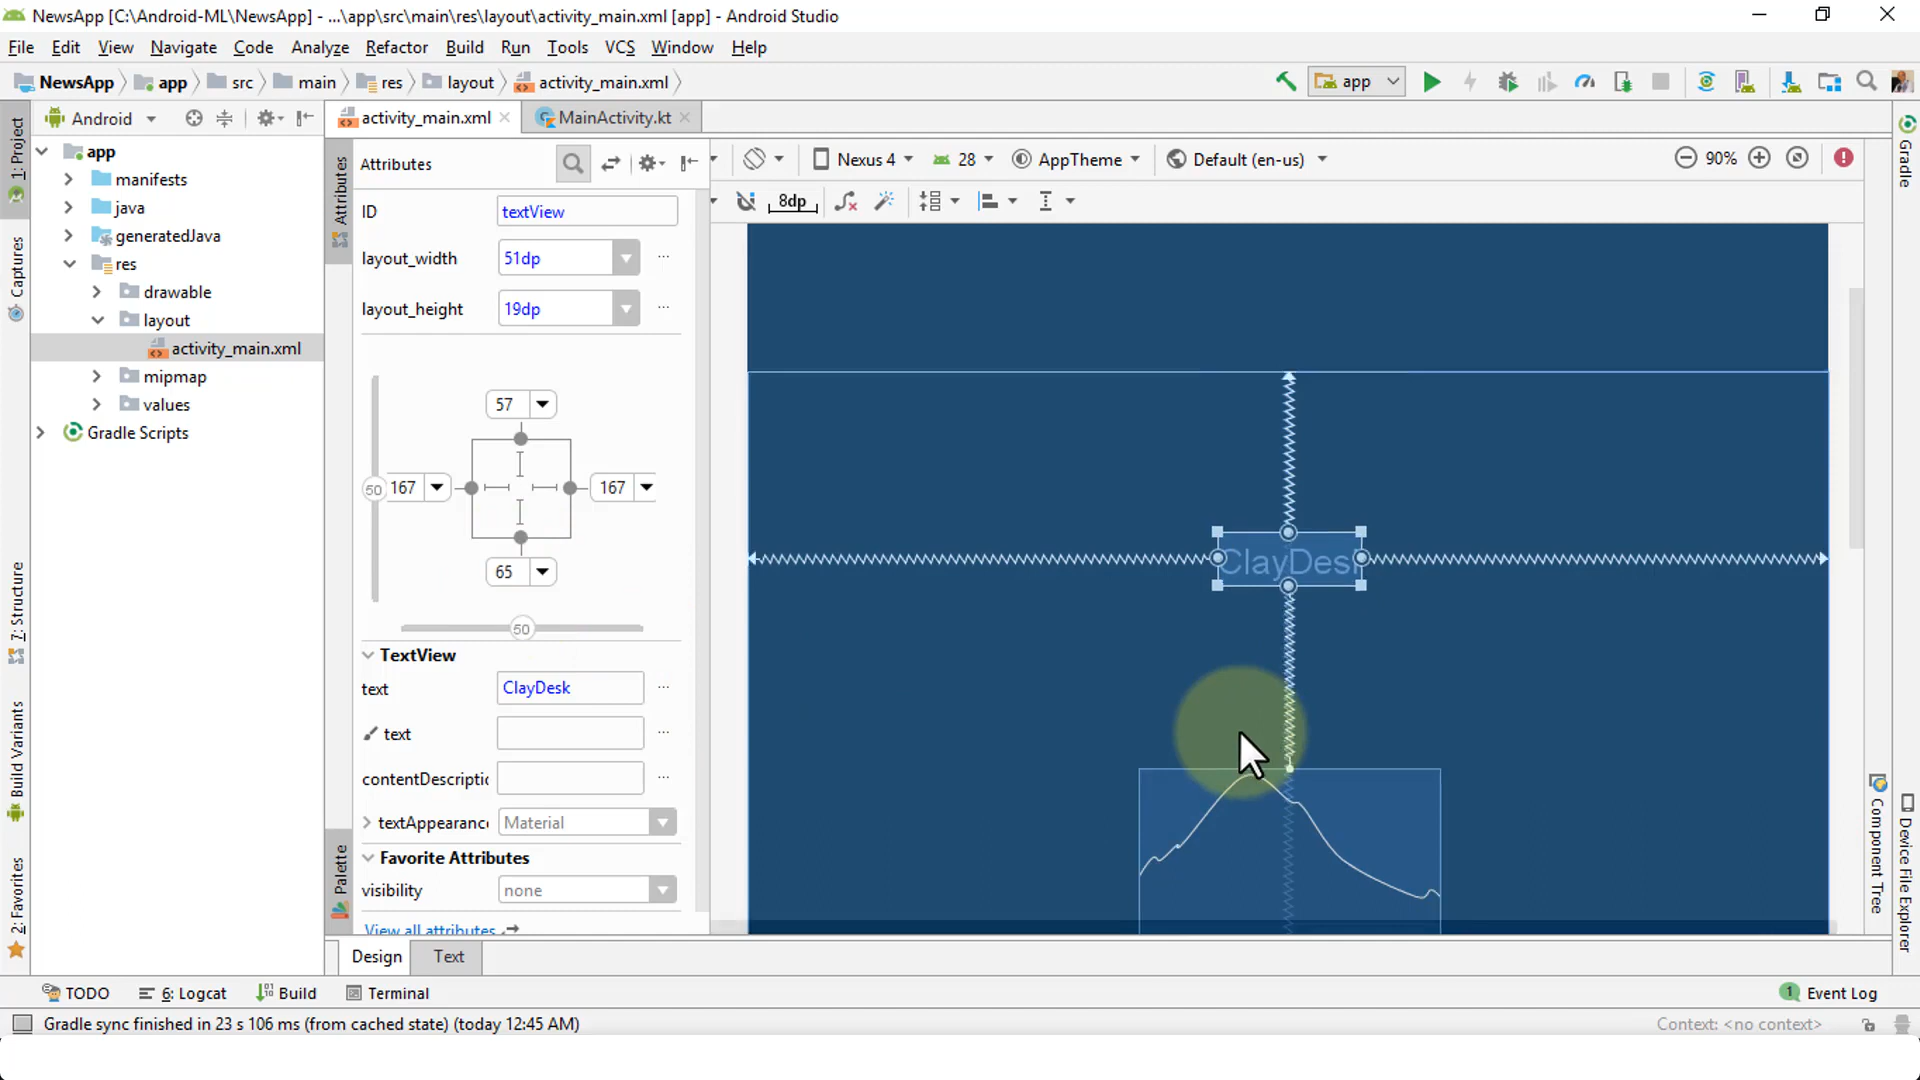 NewsApp [C:\Android-ML\NewsApp] - ...\app\src\main\res\layout\activity_main.xml [app] - Android Studio
File Edit View Navigate Code Analyze Refactor Build Run Tools VCS Window Help
NewsApp app src main res layout activity_main.xml
app
Android
activity_main.xml
MainActivity.kt
1: Project
Captures
7: Structure
Build Variants
2: Favorites
app
manifests
java
generatedJava
res
drawable
layout
activity_main.xml
mipmap
values
Gradle Scripts
Attributes
Palette
Attributes
ID textView
layout_width 51dp ...
layout_height 19dp ...
57
50 167 167
65
50
TextView
text ClayDesk ...
text ...
contentDescriptio ...
textAppearance Material
Favorite Attributes
visibility none
View all attributes
Nexus 4 28 AppTheme Default (en-us) 90%
8dp
ClayDes
Gradle
Component Tree
Device File Explorer
Design Text
TODO 6: Logcat Build Terminal 1 Event Log
Gradle sync finished in 23 s 106 ms (from cached state) (today 12:45 AM) Context: <no context>